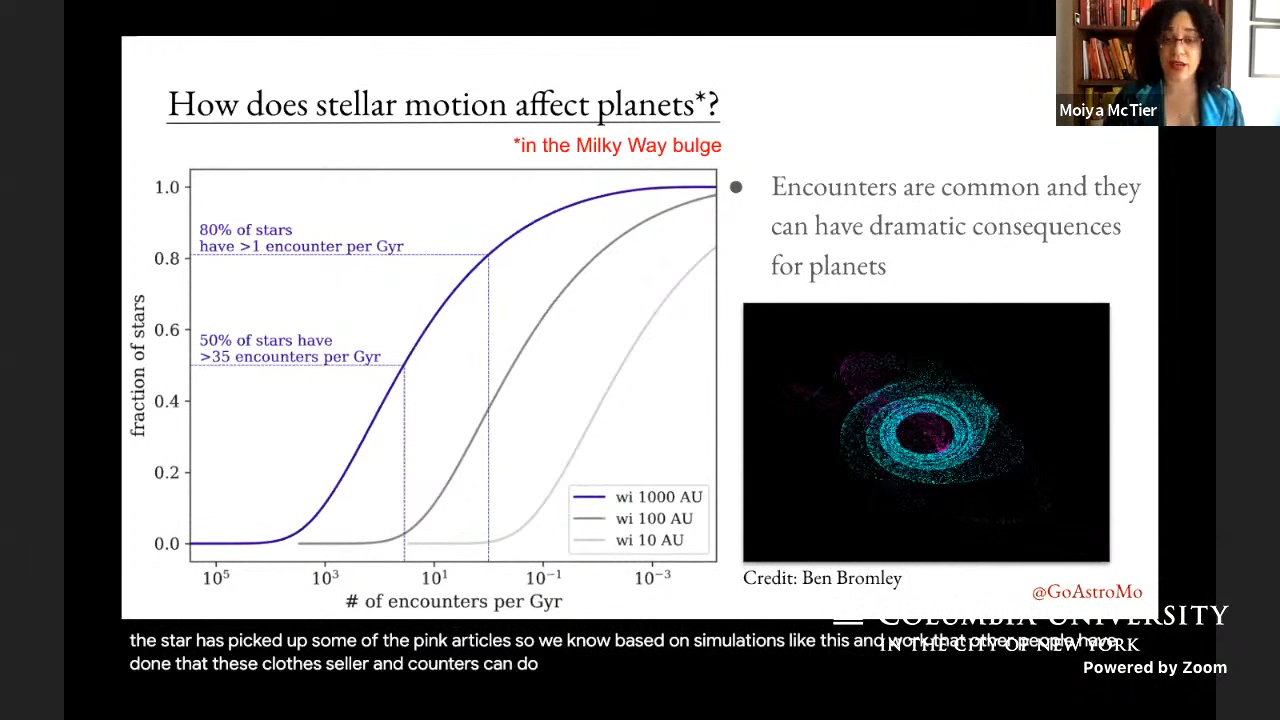 Moiya McTier
How does stellar motion affect planets*?
*in the Milky Way bulge
1.0
0.8
0.6
0.4
0.2
0.0
fraction of stars
80% of stars
have >1 encounter per Gyr
50% of stars have
>35 encounters per Gyr
wi 1000 AU
wi 100 AU
wi 10 AU
10⁵ 10³ 10¹ 10⁻¹ 10⁻³
# of encounters per Gyr
● Encounters are common and they
can have dramatic consequences
for planets
Credit: Ben Bromley
@GoAstroMo
COLUMBIA UNIVERSITY
IN THE CITY OF NEW YORK
the star has picked up some of the pink articles so we know based on simulations like this and work that other people have
done that these clothes seller and counters can do
Powered by Zoom